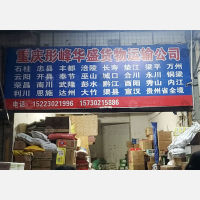 重庆彤峰华盛货物运输公司
石柱 忠县 丰都 涪陵 长寿 垫江 梁平 万州
云阳 开县 奉节 巫山 城口 合川 永川 铜梁
荣昌 南川 武隆 彭水 黔江 酉阳 秀山 内江
利川 恩施 达州 大竹 渠县 宣汉 贵州省全境
电话：15223021996 15730215886